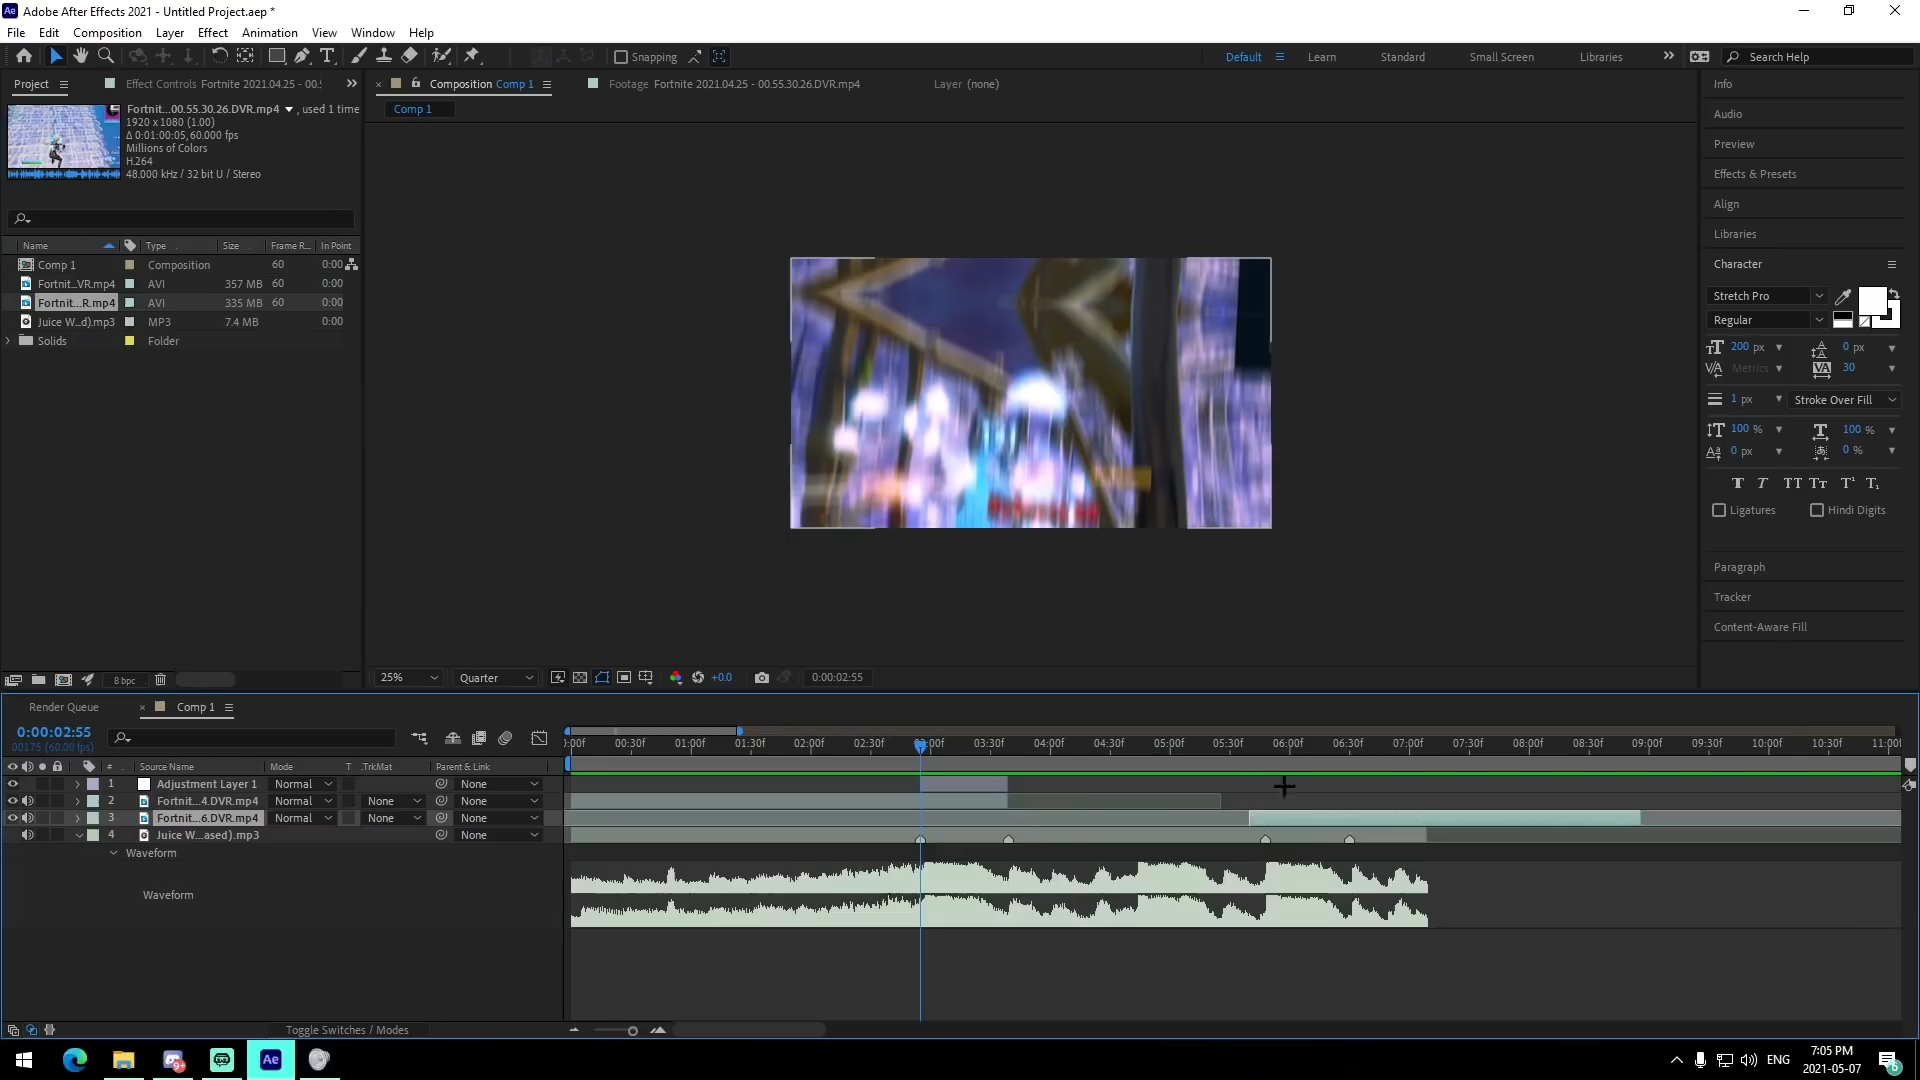 Ae Adobe After Effects 2021 - Untitled Project.aep *
File Edit Composition Layer Effect Animation View Window Help
Snapping
Default Learn Standard Small Screen Libraries Search Help
Project Effect Controls Fortnite 2021.04.25 - 00.5
Composition Comp 1 Footage Fortnite 2021.04.25 - 00.55.30.26.DVR.mp4 Layer (none)
Comp 1
Fortnit...00.55.30.26.DVR.mp4 , used 1 time
1920 x 1080 (1.00)
Δ 0:01:00:05, 60.000 fps
Millions of Colors
H.264
48.000 kHz / 32 bit U / Stereo
Name Type Size Frame R... In Point
Comp 1 Composition 60 0:00
Fortnit...VR.mp4 AVI 357 MB 60 0:00
Fortnit...R.mp4 AVI 335 MB 60 0:00
Juice W...d).mp3 MP3 7.4 MB 0:00
Solids Folder
8 bpc
25% Quarter +0.0 0:00:02:55
Info
Audio
Preview
Effects & Presets
Align
Libraries
Character
Stretch Pro
Regular
200 px 0 px
Metrics 30
1 px Stroke Over Fill
100 % 100 %
0 px 0 %
T T TT Tt T¹ T₁
Ligatures Hindi Digits
Paragraph
Tracker
Content-Aware Fill
Render Queue Comp 1
0:00:02:55
00175 (60.00 fps)
:00f 00:30f 01:00f 01:30f 02:00f 02:30f 03:00f 03:30f 04:00f 04:30f 05:00f 05:30f 06:00f 06:30f 07:00f 07:30f 08:00f 08:30f 09:00f 09:30f 10:00f 10:30f 11:00f
# Source Name Mode T .TrkMat Parent & Link
1 Adjustment Layer 1 Normal None
2 Fortnit...4.DVR.mp4 Normal None None
3 Fortnit...6.DVR.mp4 Normal None None
4 Juice W...ased).mp3 None
Waveform
Waveform
Toggle Switches / Modes
9+ Ae
ENG 7:05 PM
2021-05-07 6